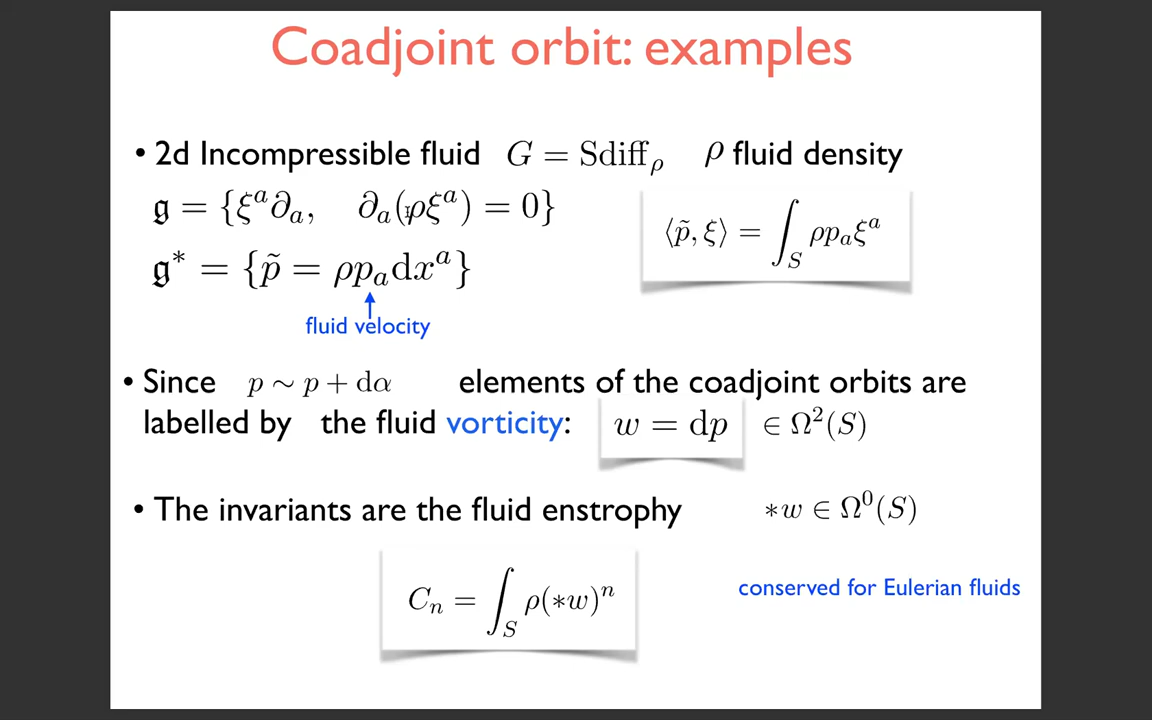 Coadjoint orbit: examples
• 2d Incompressible fluid G = Sdiff_ρ ρ fluid density
𝔤 = {ξ^a ∂_a, ∂_a(ρξ^a) = 0}
⟨p̃, ξ⟩ = ∫_S ρp_a ξ^a
𝔤* = {p̃ = ρp_a dx^a}
fluid velocity
• Since p ∼ p + dα elements of the coadjoint orbits are
labelled by the fluid vorticity: w = dp ∈ Ω²(S)
• The invariants are the fluid enstrophy ∗w ∈ Ω⁰(S)
C_n = ∫_S ρ(∗w)^n
conserved for Eulerian fluids